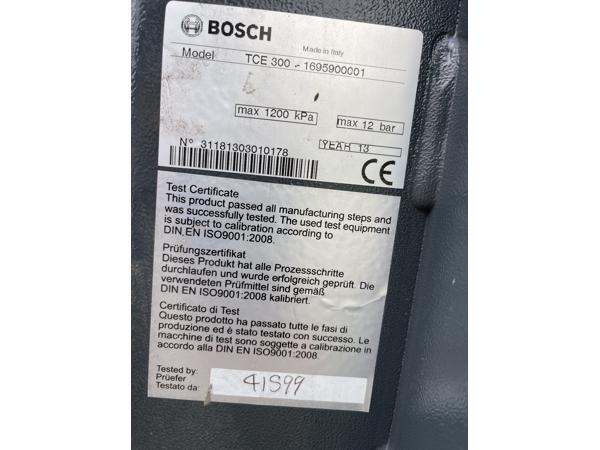 BOSCH
Made in Italy
Model TCE 300 - 1695900001
max 1200 kPa max 12 bar
N° 31181303010178 YEAR 13
CE
Test Certificate
This product passed all manufacturing steps and
was successfully tested. The used test equipment
is subject to calibration according to
DIN EN ISO9001:2008.
Prüfungszertifikat
Dieses Produkt hat alle Prozessschritte
durchlaufen und wurde erfolgreich geprüft. Die
verwendeten Prüfmittel sind gemäß
DIN EN ISO9001:2008 kalibriert.
Certificato di Test
Questo prodotto ha passato tutte le fasi di
produzione ed è stato testato con successo. Le
macchine di test sono soggette a calibrazione in
accordo alla DIN EN ISO9001:2008.
Tested by:
Prüefer
Testato da:
41S99